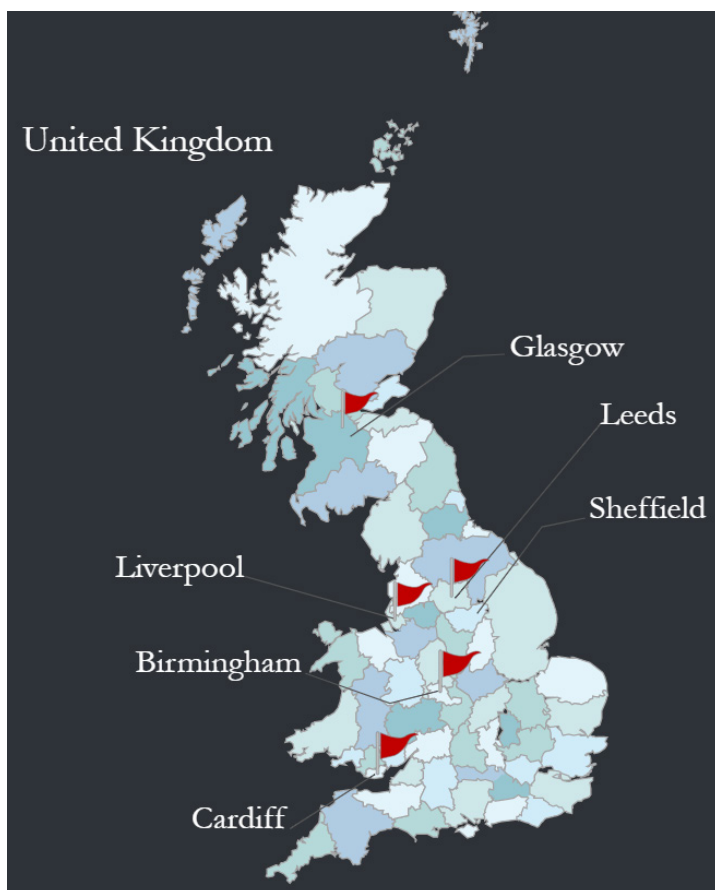 United Kingdom
Glasgow
Leeds
Sheffield
Liverpool
Birmingham
Cardiff